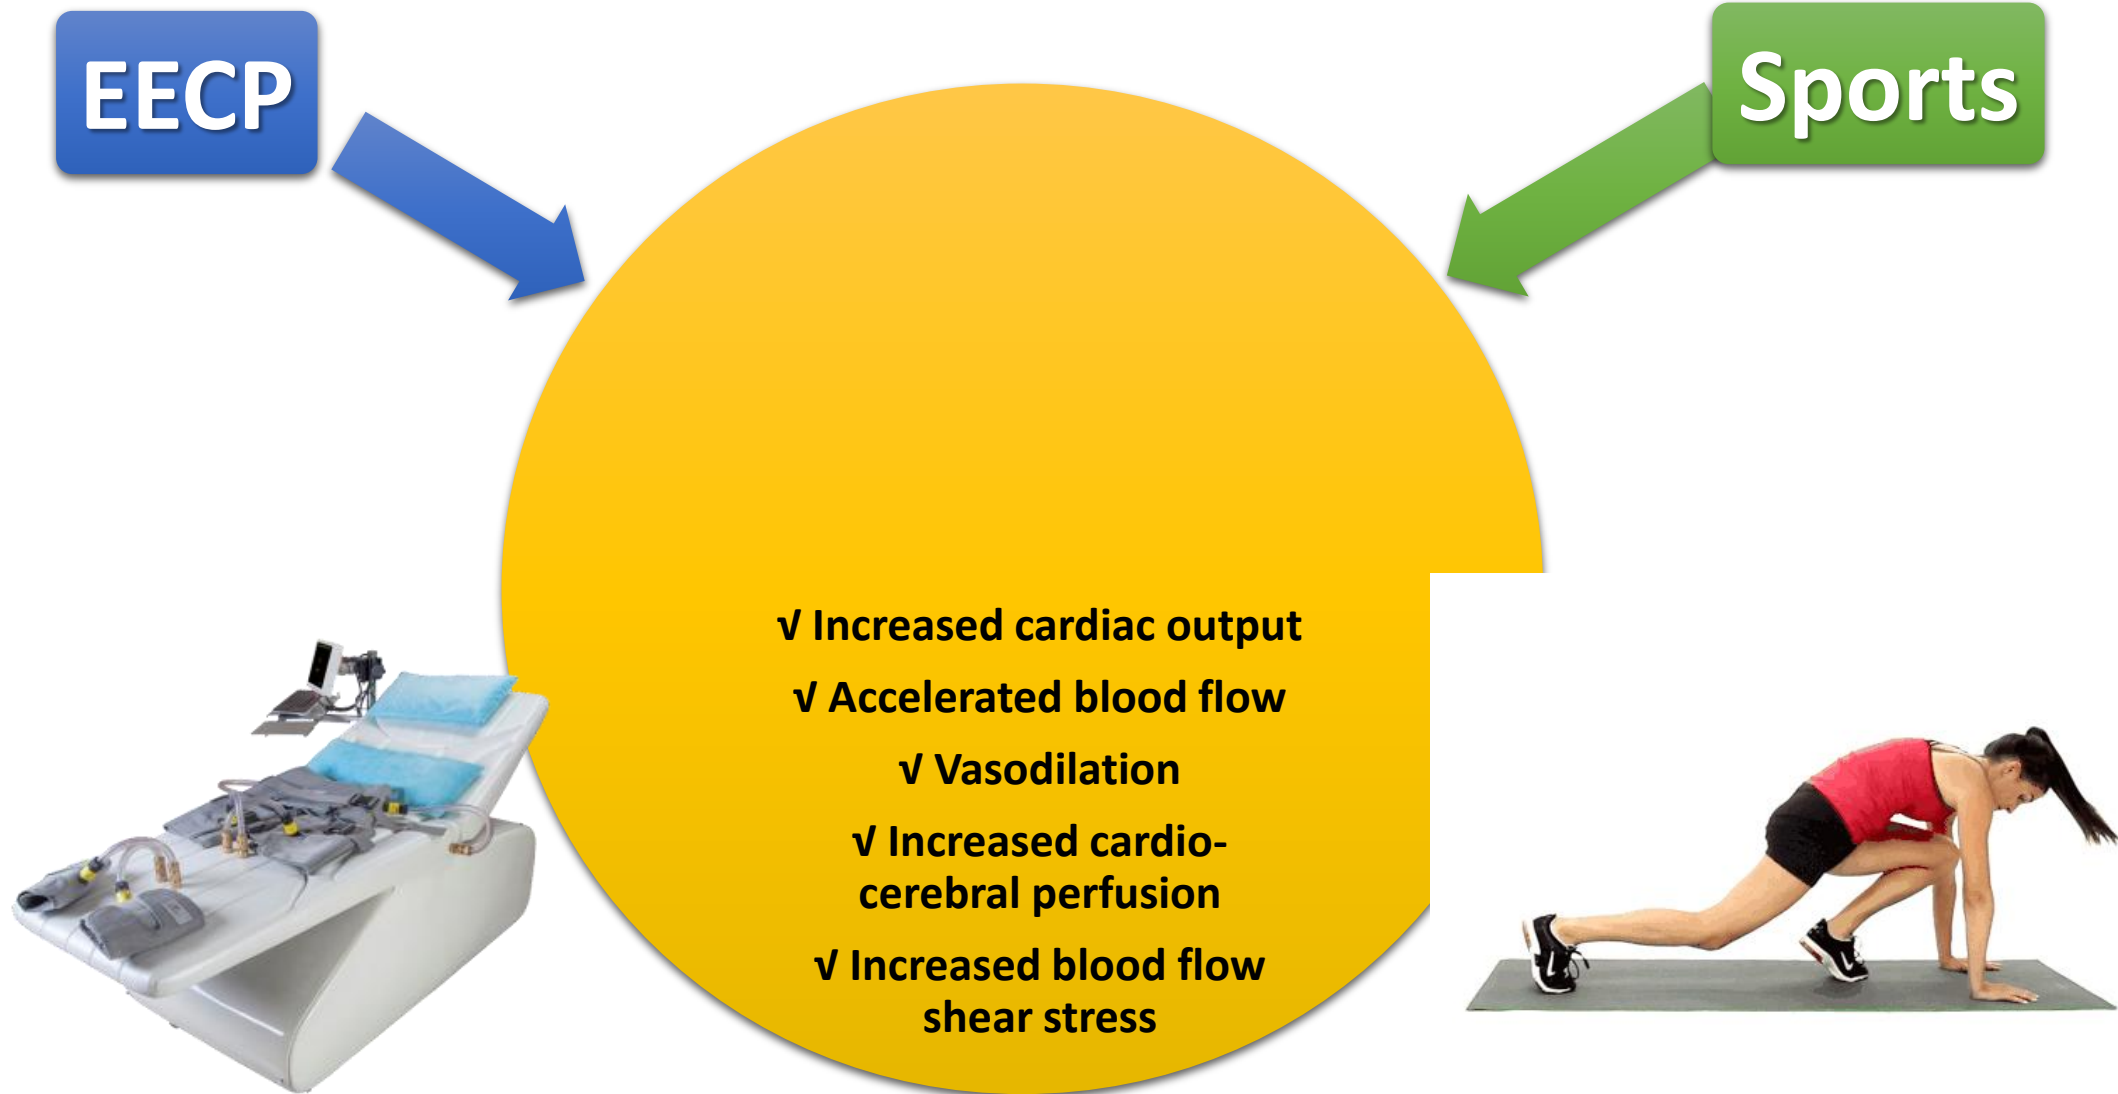 EECP
Sports
√ Increased cardiac output
√ Accelerated blood flow
√ Vasodilation
√ Increased cardio-
cerebral perfusion
√ Increased blood flow
shear stress